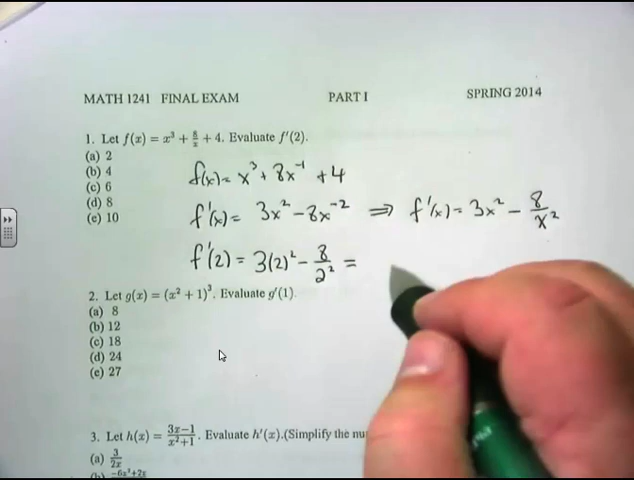 MATH 1241 FINAL EXAM PART I SPRING 2014
1. Let f(x) = x³ + 8/x + 4. Evaluate f'(2).
(a) 2
(b) 4
(c) 6
(d) 8
(e) 10
f(x) = x³ + 8x⁻¹ + 4
f'(x) = 3x² - 8x⁻² ⇒ f'(x) = 3x² - 8/x²
f'(2) = 3(2)² - 8/2² =
2. Let g(x) = (x² + 1)³. Evaluate g'(1).
(a) 8
(b) 12
(c) 18
(d) 24
(e) 27
3. Let h(x) = (3x-1)/(x²+1). Evaluate h'(x).(Simplify the nu
(a) 3/2x
(b) -6x²+2x